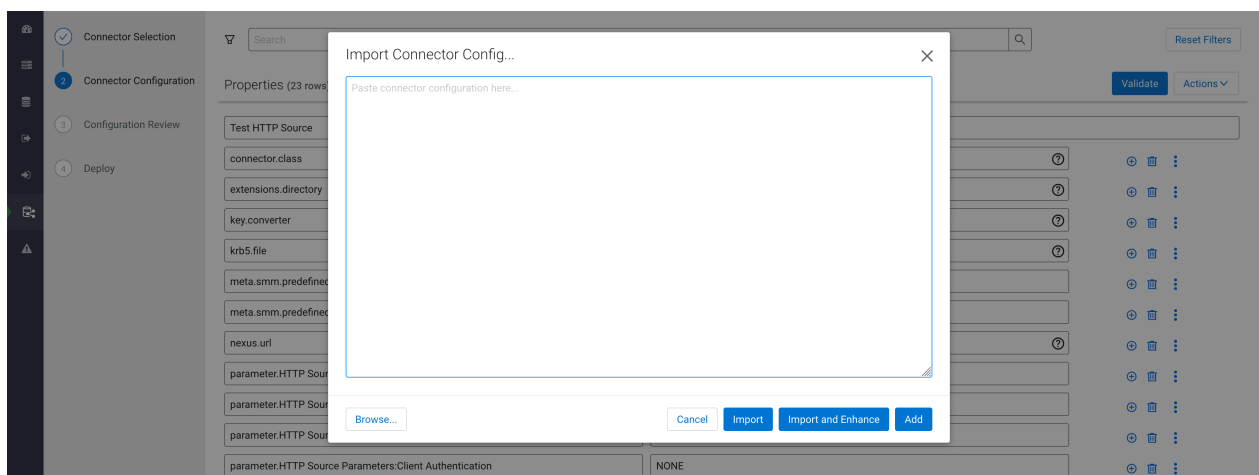 Connector Selection
Search
Reset Filters
Import Connector Config...
2 Connector Configuration
Properties (23 rows)
Validate
Actions
Paste connector configuration here...
3 Configuration Review
Test HTTP Source
4 Deploy
connector.class
extensions.directory
key.converter
krb5.file
meta.smm.predefined
meta.smm.predefined
nexus.url
parameter.HTTP Sour
parameter.HTTP Sour
parameter.HTTP Sour
Browse...
Cancel
Import
Import and Enhance
Add
parameter.HTTP Source Parameters:Client Authentication
NONE